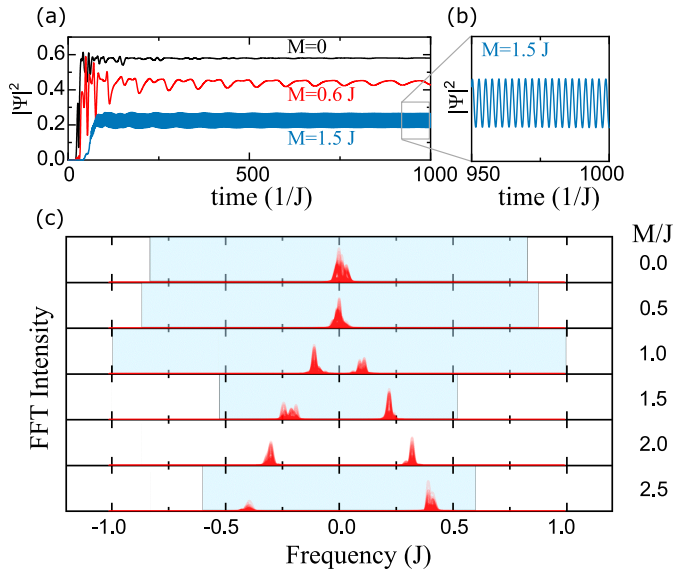 (a)
(b)
|Ψ|²
0.6
0.4
0.2
0.0
M=0
M=0.6 J
M=1.5 J
0
500
1000
time (1/J)
|Ψ|²
M=1.5 J
950
1000
time (1/J)
(c)
M/J
FFT Intensity
0.0
0.5
1.0
1.5
2.0
2.5
-1.0
-0.5
0.0
0.5
1.0
Frequency (J)